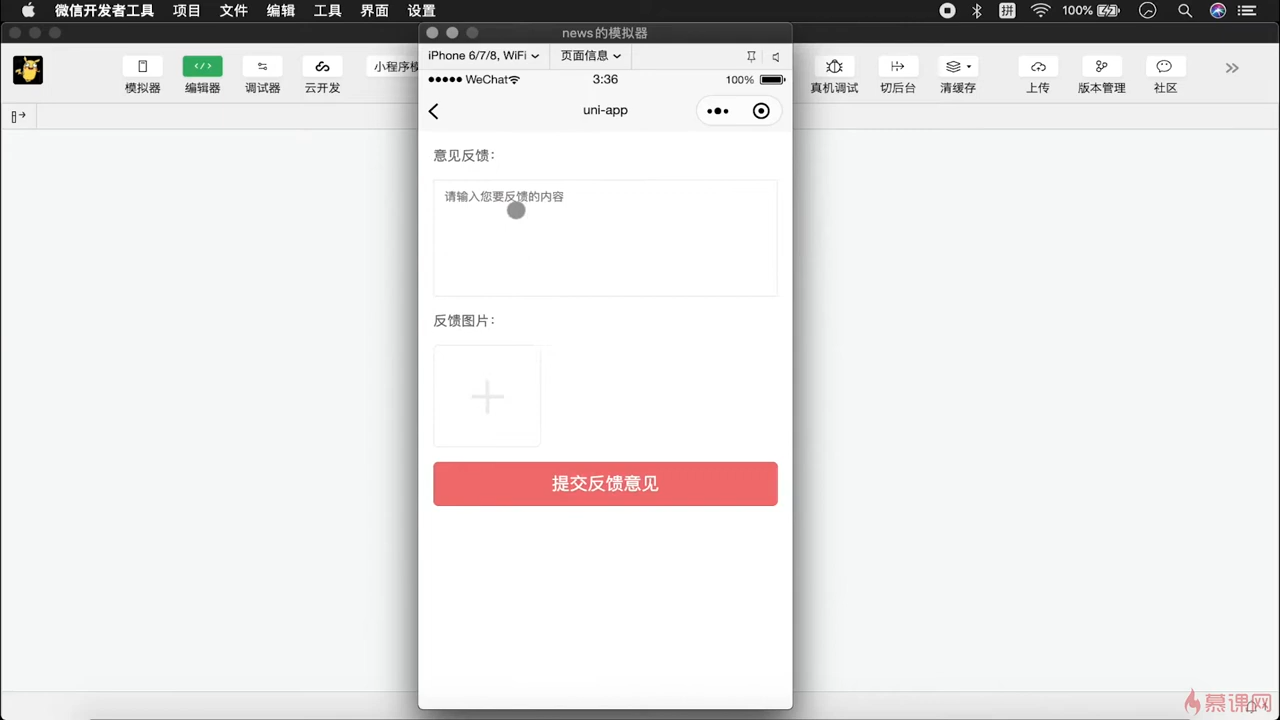 微信开发者工具 项目 文件 编辑 工具 界面 设置 拼 100%
news的模拟器
iPhone 6/7/8, WiFi 页面信息
模拟器 编辑器 调试器 云开发 小程序模 真机调试 切后台 清缓存 上传 版本管理 社区
WeChat 3:36 100%
uni-app
意见反馈：
请输入您要反馈的内容
反馈图片：
提交反馈意见
慕课网